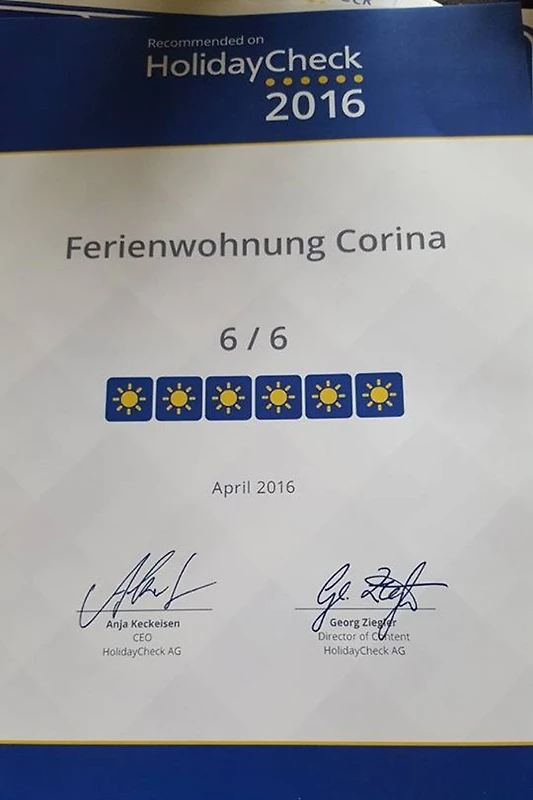 Recommended on
HolidayCheck
2016
Ferienwohnung Corina
6 / 6
April 2016
Anja Keckeisen
CEO
HolidayCheck AG
Georg Ziegler
Director of Content
HolidayCheck AG